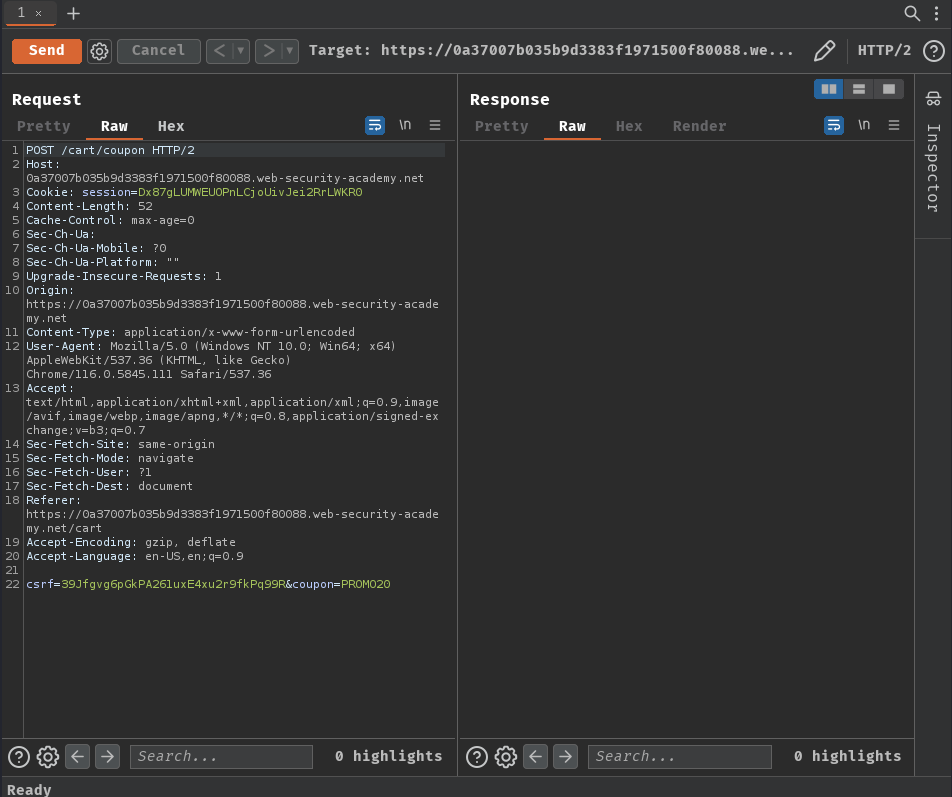 1 × +
Send Cancel < ▾ > ▾ Target: https://0a37007b035b9d3383f1971500f80088.we... HTTP/2 ?
Request
Pretty Raw Hex \n
1 POST /cart/coupon HTTP/2
2 Host:
0a37007b035b9d3383f1971500f80088.web-security-academy.net
3 Cookie: session=Dx87gLUMWEUOPnLCjoUivJei2RrLWKR0
4 Content-Length: 52
5 Cache-Control: max-age=0
6 Sec-Ch-Ua:
7 Sec-Ch-Ua-Mobile: ?0
8 Sec-Ch-Ua-Platform: ""
9 Upgrade-Insecure-Requests: 1
10 Origin:
https://0a37007b035b9d3383f1971500f80088.web-security-acade
my.net
11 Content-Type: application/x-www-form-urlencoded
12 User-Agent: Mozilla/5.0 (Windows NT 10.0; Win64; x64)
AppleWebKit/537.36 (KHTML, like Gecko)
Chrome/116.0.5845.111 Safari/537.36
13 Accept:
text/html,application/xhtml+xml,application/xml;q=0.9,image
/avif,image/webp,image/apng,*/*;q=0.8,application/signed-ex
change;v=b3;q=0.7
14 Sec-Fetch-Site: same-origin
15 Sec-Fetch-Mode: navigate
16 Sec-Fetch-User: ?1
17 Sec-Fetch-Dest: document
18 Referer:
https://0a37007b035b9d3383f1971500f80088.web-security-acade
my.net/cart
19 Accept-Encoding: gzip, deflate
20 Accept-Language: en-US,en;q=0.9
21
22 csrf=39Jfgvg6pGkPA26luxE4xu2r9fkPq99R&coupon=PROMO20
? Search... 0 highlights
Response
Pretty Raw Hex Render \n
? Search... 0 highlights
Inspector
Ready